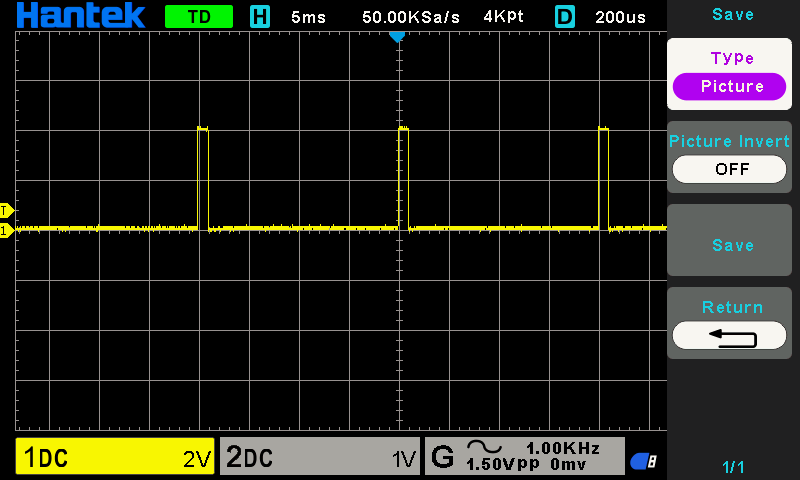 Hantek TD H 5ms 50.00KSa/s 4Kpt D 200us Save
Type
Picture
Picture Invert
OFF
T
1
Save
Return
1DC 2V 2DC 1V G 1.00KHz
1.50Vpp 0mv
8
1/1